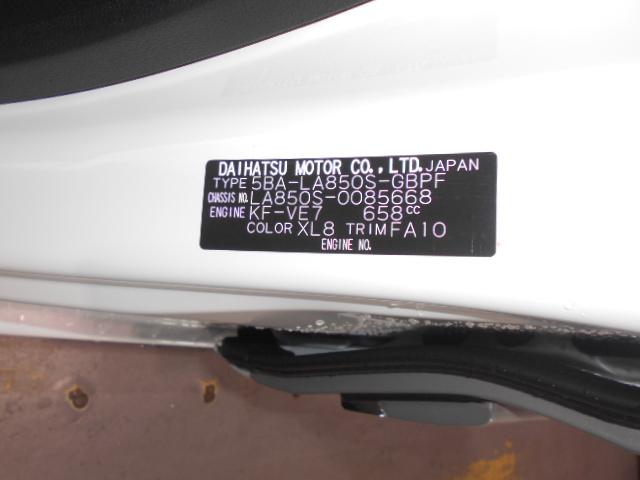 DAIHATSU MOTOR CO., LTD. JAPAN
TYPE 5BA-LA850S-GBPF
CHASSIS NO. LA850S-0085668
ENGINE KF-VE7 658cc
COLOR XL8 TRIM FA10
ENGINE NO.